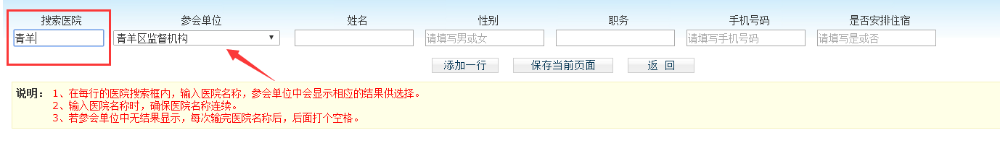 搜索医院 参会单位 姓名 性别 职务 手机号码 是否安排住宿
青羊 青羊区监督机构 请填写男或女 请填写手机号码 请填写是或否
添加一行 保存当前页面 返 回
说明： 1、在每行的医院搜索框内，输入医院名称，参会单位中会显示相应的结果供选择。
2、输入医院名称时，确保医院名称连续。
3、若参会单位中无结果显示，每次输完医院名称后，后面打个空格。